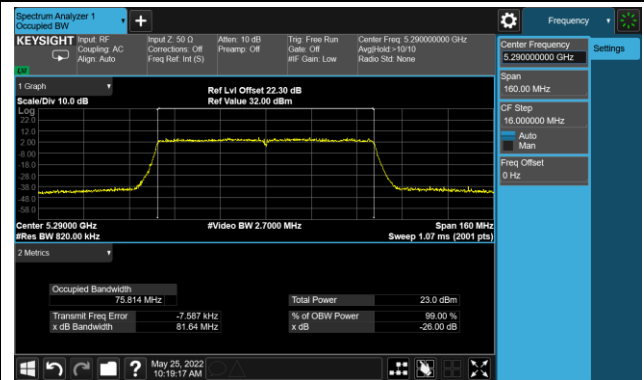 Spectrum Analyzer 1
Occupied BW
Frequency
KEYSIGHT
Input: RF
Coupling: AC
Align: Auto
Input Z: 50 Ω
Corrections: Off
Freq Ref: Int (S)
Atten: 10 dB
Preamp: Off
Trig: Free Run
Gate: Off
#IF Gain: Low
Center Freq: 5.290000000 GHz
Avg|Hold:>10/10
Radio Std: None
LXI
Center Frequency
5.290000000 GHz
Settings
Span
160.00 MHz
CF Step
16.000000 MHz
Auto
Man
Freq Offset
0 Hz
1 Graph
Scale/Div 10.0 dB
Ref Lvl Offset 22.30 dB
Ref Value 32.00 dBm
Log
22.0
12.0
2.00
-8.00
-18.0
-28.0
-38.0
-48.0
-58.0
Center 5.29000 GHz
#Res BW 820.00 kHz
#Video BW 2.7000 MHz
Span 160 MHz
Sweep 1.07 ms (2001 pts)
2 Metrics
Occupied Bandwidth
75.814 MHz
Total Power
23.0 dBm
Transmit Freq Error
-7.587 kHz
% of OBW Power
99.00 %
x dB Bandwidth
81.64 MHz
x dB
-26.00 dB
?
May 25, 2022
10:19:17 AM